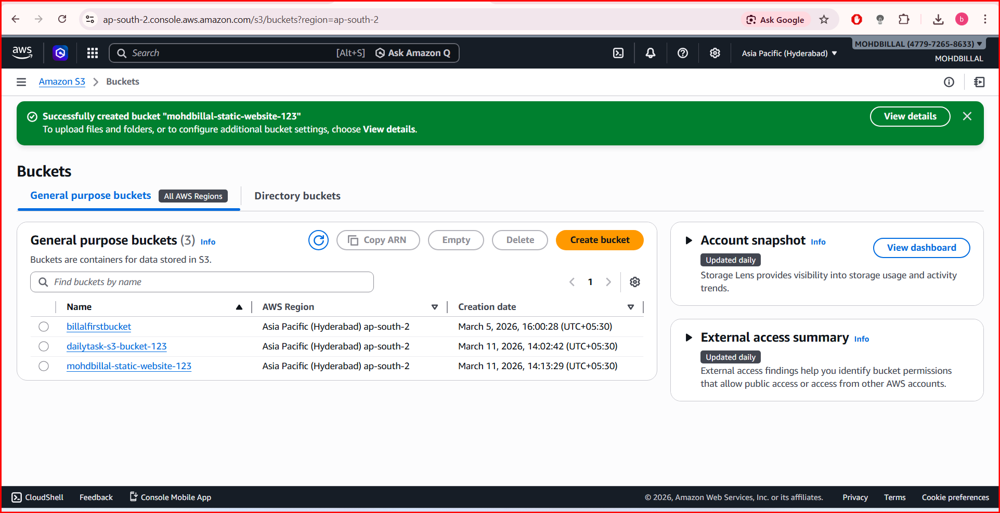 ap-south-2.console.aws.amazon.com/s3/buckets?region=ap-south-2
Ask Google
b
aws
Search
[Alt+S]
Ask Amazon Q
Asia Pacific (Hyderabad)
MOHDBILLAL (4779-7265-8633)
MOHDBILLAL
Amazon S3
Buckets
Successfully created bucket "mohdbillal-static-website-123"
To upload files and folders, or to configure additional bucket settings, choose View details.
View details
Buckets
General purpose buckets
All AWS Regions
Directory buckets
General purpose buckets (3) Info
Copy ARN
Empty
Delete
Create bucket
Buckets are containers for data stored in S3.
Find buckets by name
1
Name
AWS Region
Creation date
billalfirstbucket Asia Pacific (Hyderabad) ap-south-2 March 5, 2026, 16:00:28 (UTC+05:30)
dailytask-s3-bucket-123 Asia Pacific (Hyderabad) ap-south-2 March 11, 2026, 14:02:42 (UTC+05:30)
mohdbillal-static-website-123 Asia Pacific (Hyderabad) ap-south-2 March 11, 2026, 14:13:29 (UTC+05:30)
Account snapshot Info
View dashboard
Updated daily
Storage Lens provides visibility into storage usage and activity
trends.
External access summary Info
Updated daily
External access findings help you identify bucket permissions
that allow public access or access from other AWS accounts.
CloudShell
Feedback
Console Mobile App
© 2026, Amazon Web Services, Inc. or its affiliates.
Privacy
Terms
Cookie preferences